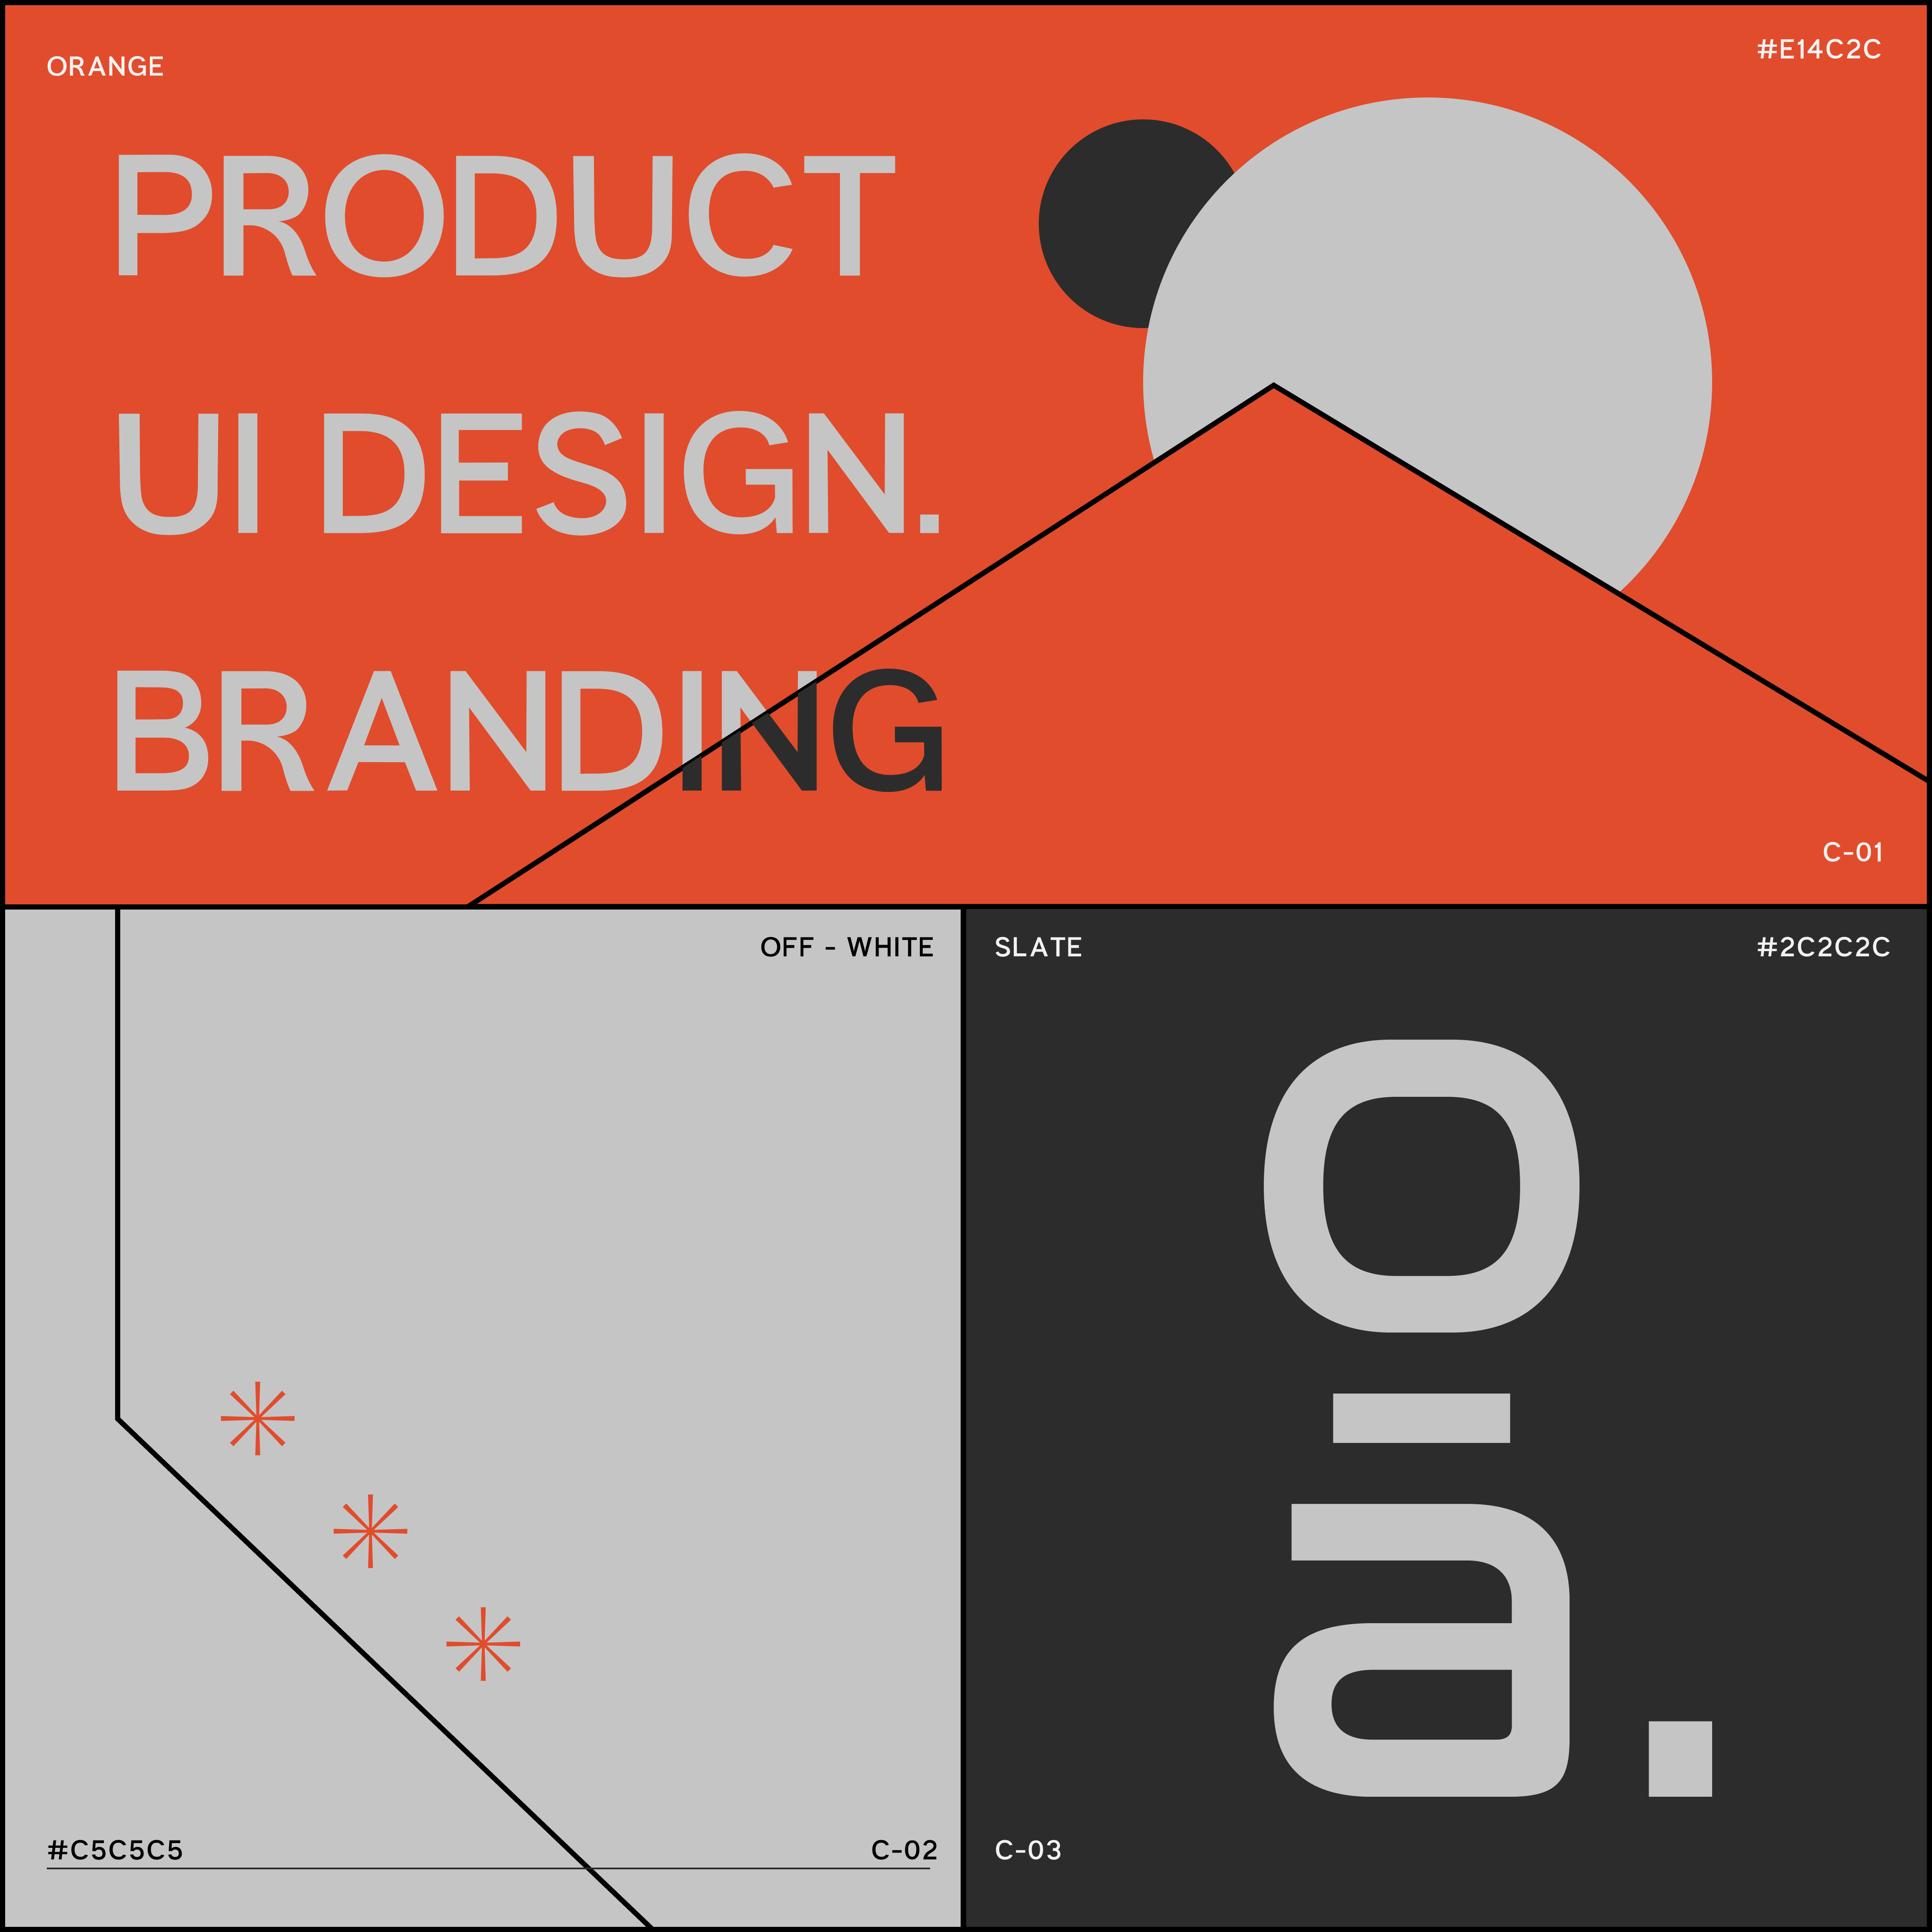 ORANGE
#E14C2C
PRODUCT
UI DESIGN.
BRANDING
C-01
OFF - WHITE
#C5C5C5
C-02
SLATE
#2C2C2C
o
-
a.
C-03